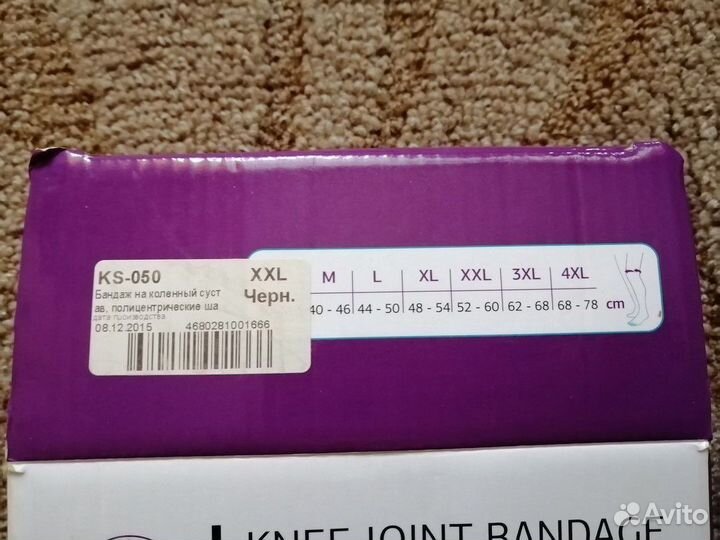 KS-050 XXL
Бандаж на коленный суст Черн.
ав, полицентрические ша
дата производства
08.12.2015 4680281001666
M L XL XXL 3XL 4XL
40 - 46 44 - 50 48 - 54 52 - 60 62 - 68 68 - 78 cm
KNEE JOINT BANDAGE
Avito